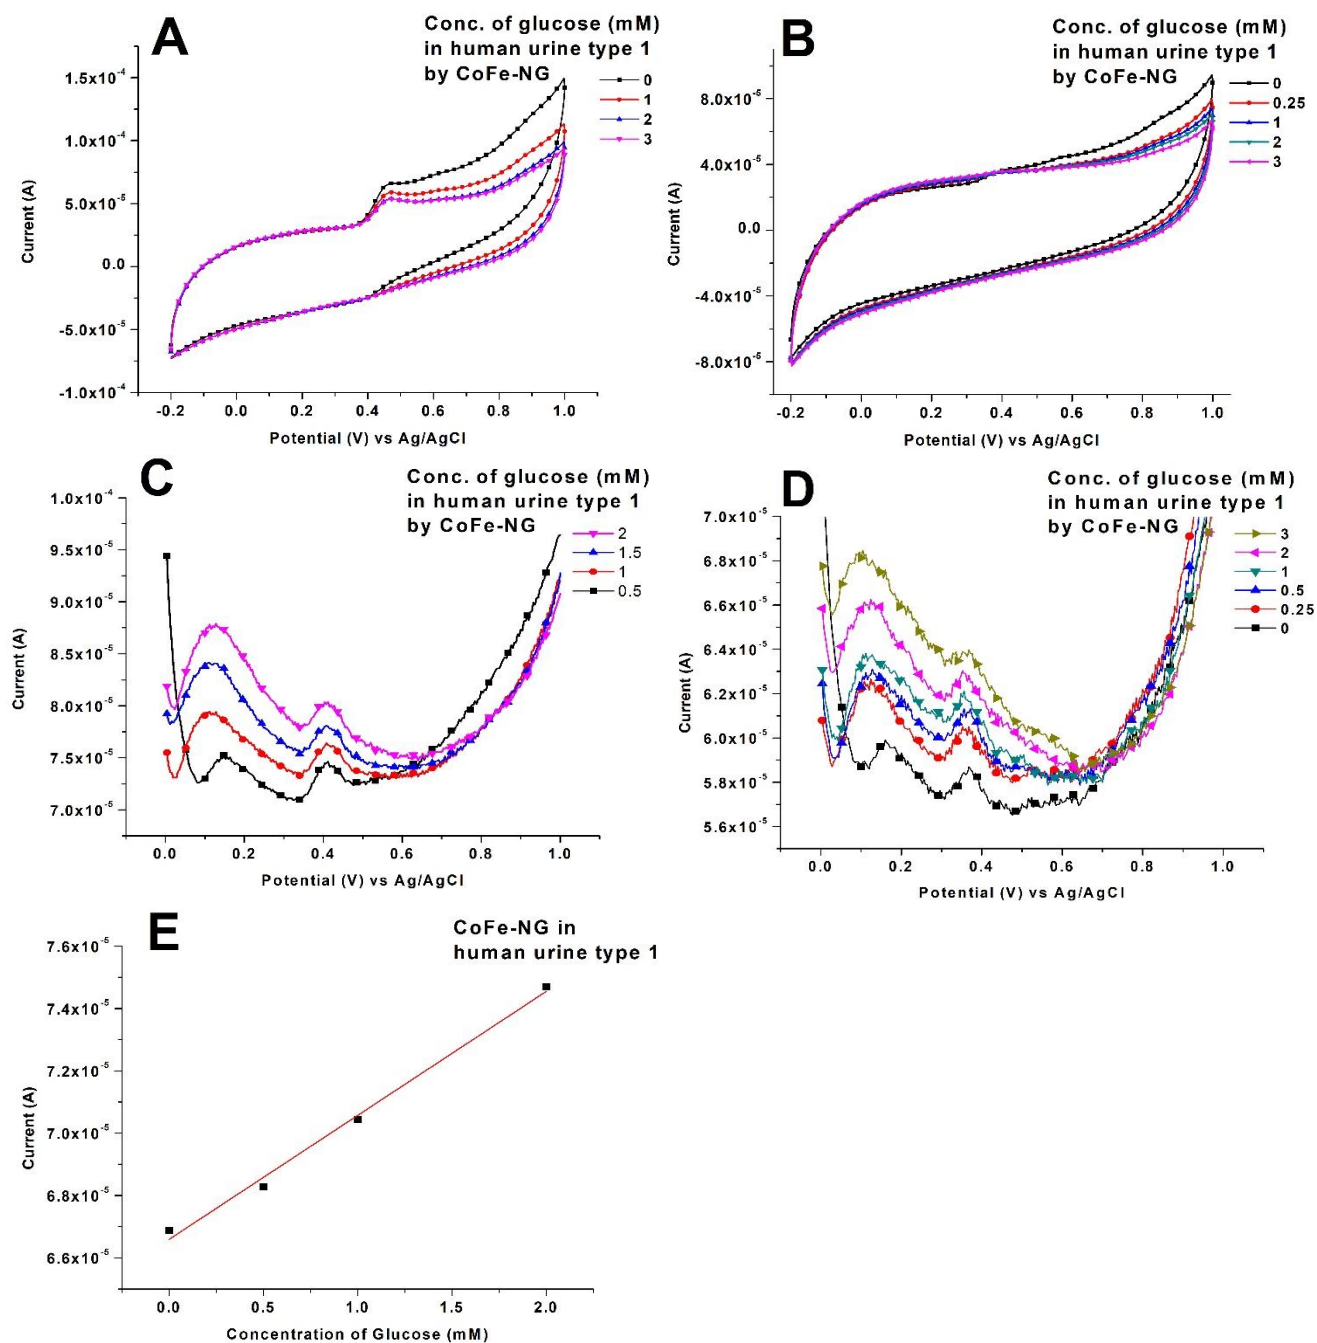 A
Conc. of glucose (mM)
in human urine type 1
by CoFe-NG
0
1
2
3
1.5x10⁻⁴
1.0x10⁻⁴
5.0x10⁻⁵
0.0
-5.0x10⁻⁵
-1.0x10⁻⁴
Current (A)
-0.2 0.0 0.2 0.4 0.6 0.8 1.0
Potential (V) vs Ag/AgCl
B
Conc. of glucose (mM)
in human urine type 1
by CoFe-NG
0
0.25
1
2
3
8.0x10⁻⁵
4.0x10⁻⁵
0.0
-4.0x10⁻⁵
-8.0x10⁻⁵
Current (A)
-0.2 0.0 0.2 0.4 0.6 0.8 1.0
Potential (V) vs Ag/AgCl
C
Conc. of glucose (mM)
in human urine type 1
by CoFe-NG
2
1.5
1
0.5
1.0x10⁻⁴
9.5x10⁻⁵
9.0x10⁻⁵
8.5x10⁻⁵
8.0x10⁻⁵
7.5x10⁻⁵
7.0x10⁻⁵
Current (A)
0.0 0.2 0.4 0.6 0.8 1.0
Potential (V) vs Ag/AgCl
D
Conc. of glucose (mM)
in human urine type 1
by CoFe-NG
3
2
1
0.5
0.25
0
7.0x10⁻⁵
6.8x10⁻⁵
6.6x10⁻⁵
6.4x10⁻⁵
6.2x10⁻⁵
6.0x10⁻⁵
5.8x10⁻⁵
5.6x10⁻⁵
Current (A)
0.0 0.2 0.4 0.6 0.8 1.0
Potential (V) vs Ag/AgCl
E
CoFe-NG in
human urine type 1
7.6x10⁻⁵
7.4x10⁻⁵
7.2x10⁻⁵
7.0x10⁻⁵
6.8x10⁻⁵
6.6x10⁻⁵
Current (A)
0.0 0.5 1.0 1.5 2.0
Concentration of Glucose (mM)